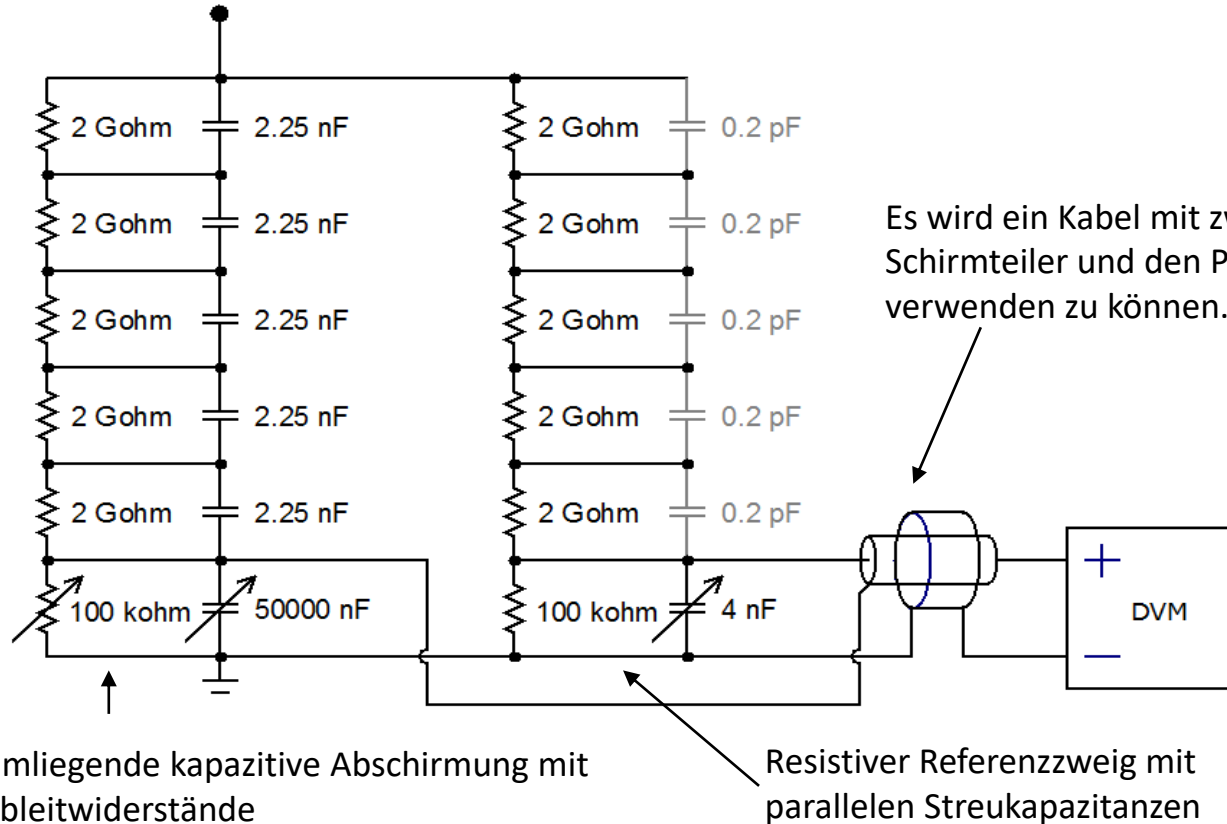 2 Gohm 2.25 nF 2 Gohm 0.2 pF
2 Gohm 2.25 nF 2 Gohm 0.2 pF
Es wird ein Kabel mit
Schirmteiler und den
verwenden zu können.
2 Gohm 2.25 nF 2 Gohm 0.2 pF
2 Gohm 2.25 nF 2 Gohm 0.2 pF
2 Gohm 2.25 nF 2 Gohm 0.2 pF
+
100 kohm 50000 nF 100 kohm 4 nF
DVM
−
mliegende kapazitive Abschirmung mit
bleitwiderstände
Resistiver Referenzzweig mit
parallelen Streukapazitanzen